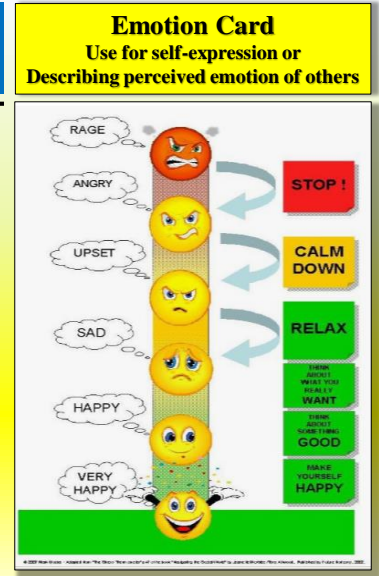 Emotion Card
Use for self-expression or
Describing perceived emotion of others
RAGE
ANGRY
STOP !
UPSET
CALM
DOWN
SAD
RELAX
THINK
ABOUT
WHAT YOU
REALLY
WANT
HAPPY
THINK
ABOUT
SOMETHING
GOOD
VERY
HAPPY
MAKE
YOURSELF
HAPPY